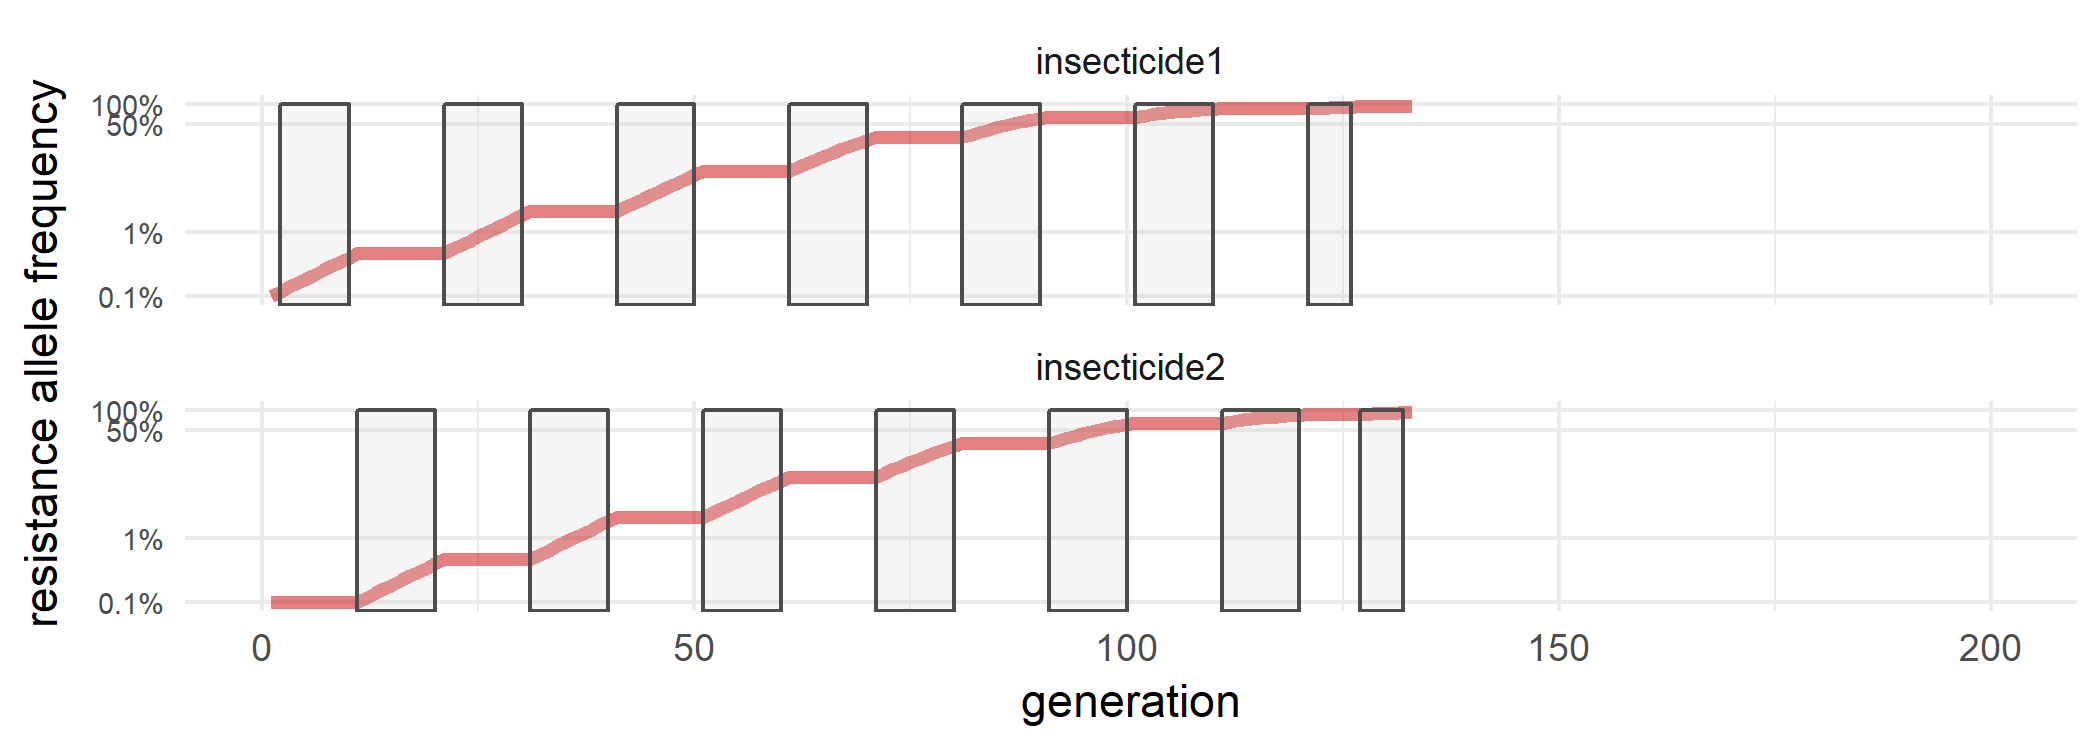 insecticide1
100%
50%
1%
0.1%
insecticide2
100%
50%
1%
0.1%
0 50 100 150 200
generation
resistance allele frequency